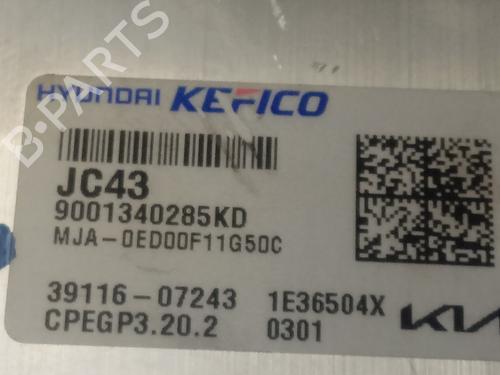 HYUNDAI KEFICO
JC43
9001340285KD
MJA-0ED00F11G50C
39116-07243 1E36504X
CPEGP3.20.2 0301 KIA
B-PARTS